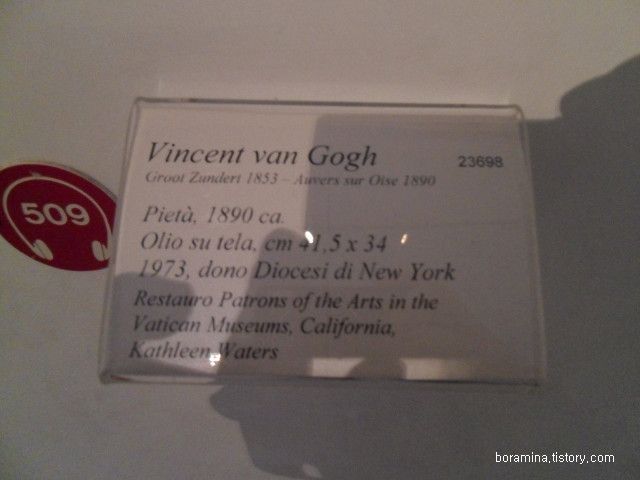 Vincent van Gogh
23698
Groot Zundert 1853 – Auvers sur Oise 1890
509
Pietà, 1890 ca.
Olio su tela, cm 41,5 x 34
1973, dono Diocesi di New York
Restauro Patrons of the Arts in the
Vatican Museums, California,
Kathleen Waters
boramina.tistory.com